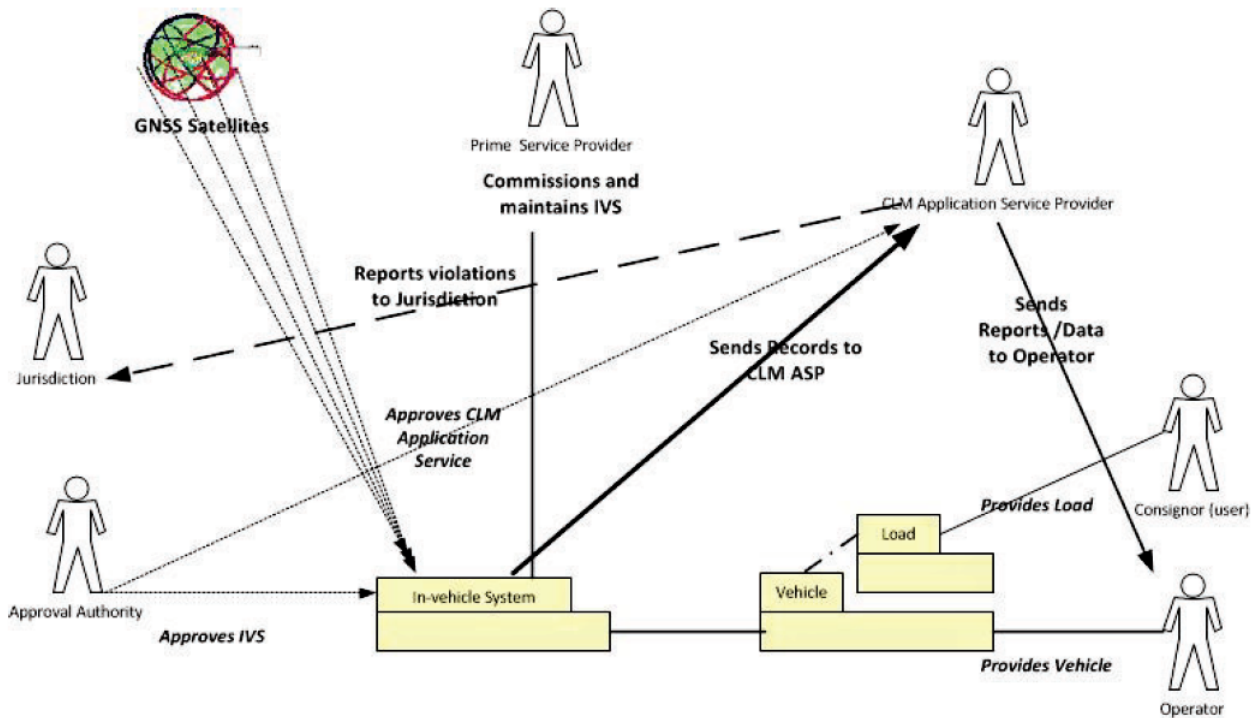 GNSS Satellites
Prime Service Provider
Commissions and
maintains IVS
CLM Application Service Provider
Reports violations
to Jurisdiction
Jurisdiction
Sends
Reports /Data
to Operator
Sends Records to
CLM ASP
Approves CLM
Application
Service
Provides Load
Consignor (user)
Load
Vehicle
In-vehicle System
Approval Authority
Approves IVS
Provides Vehicle
Operator